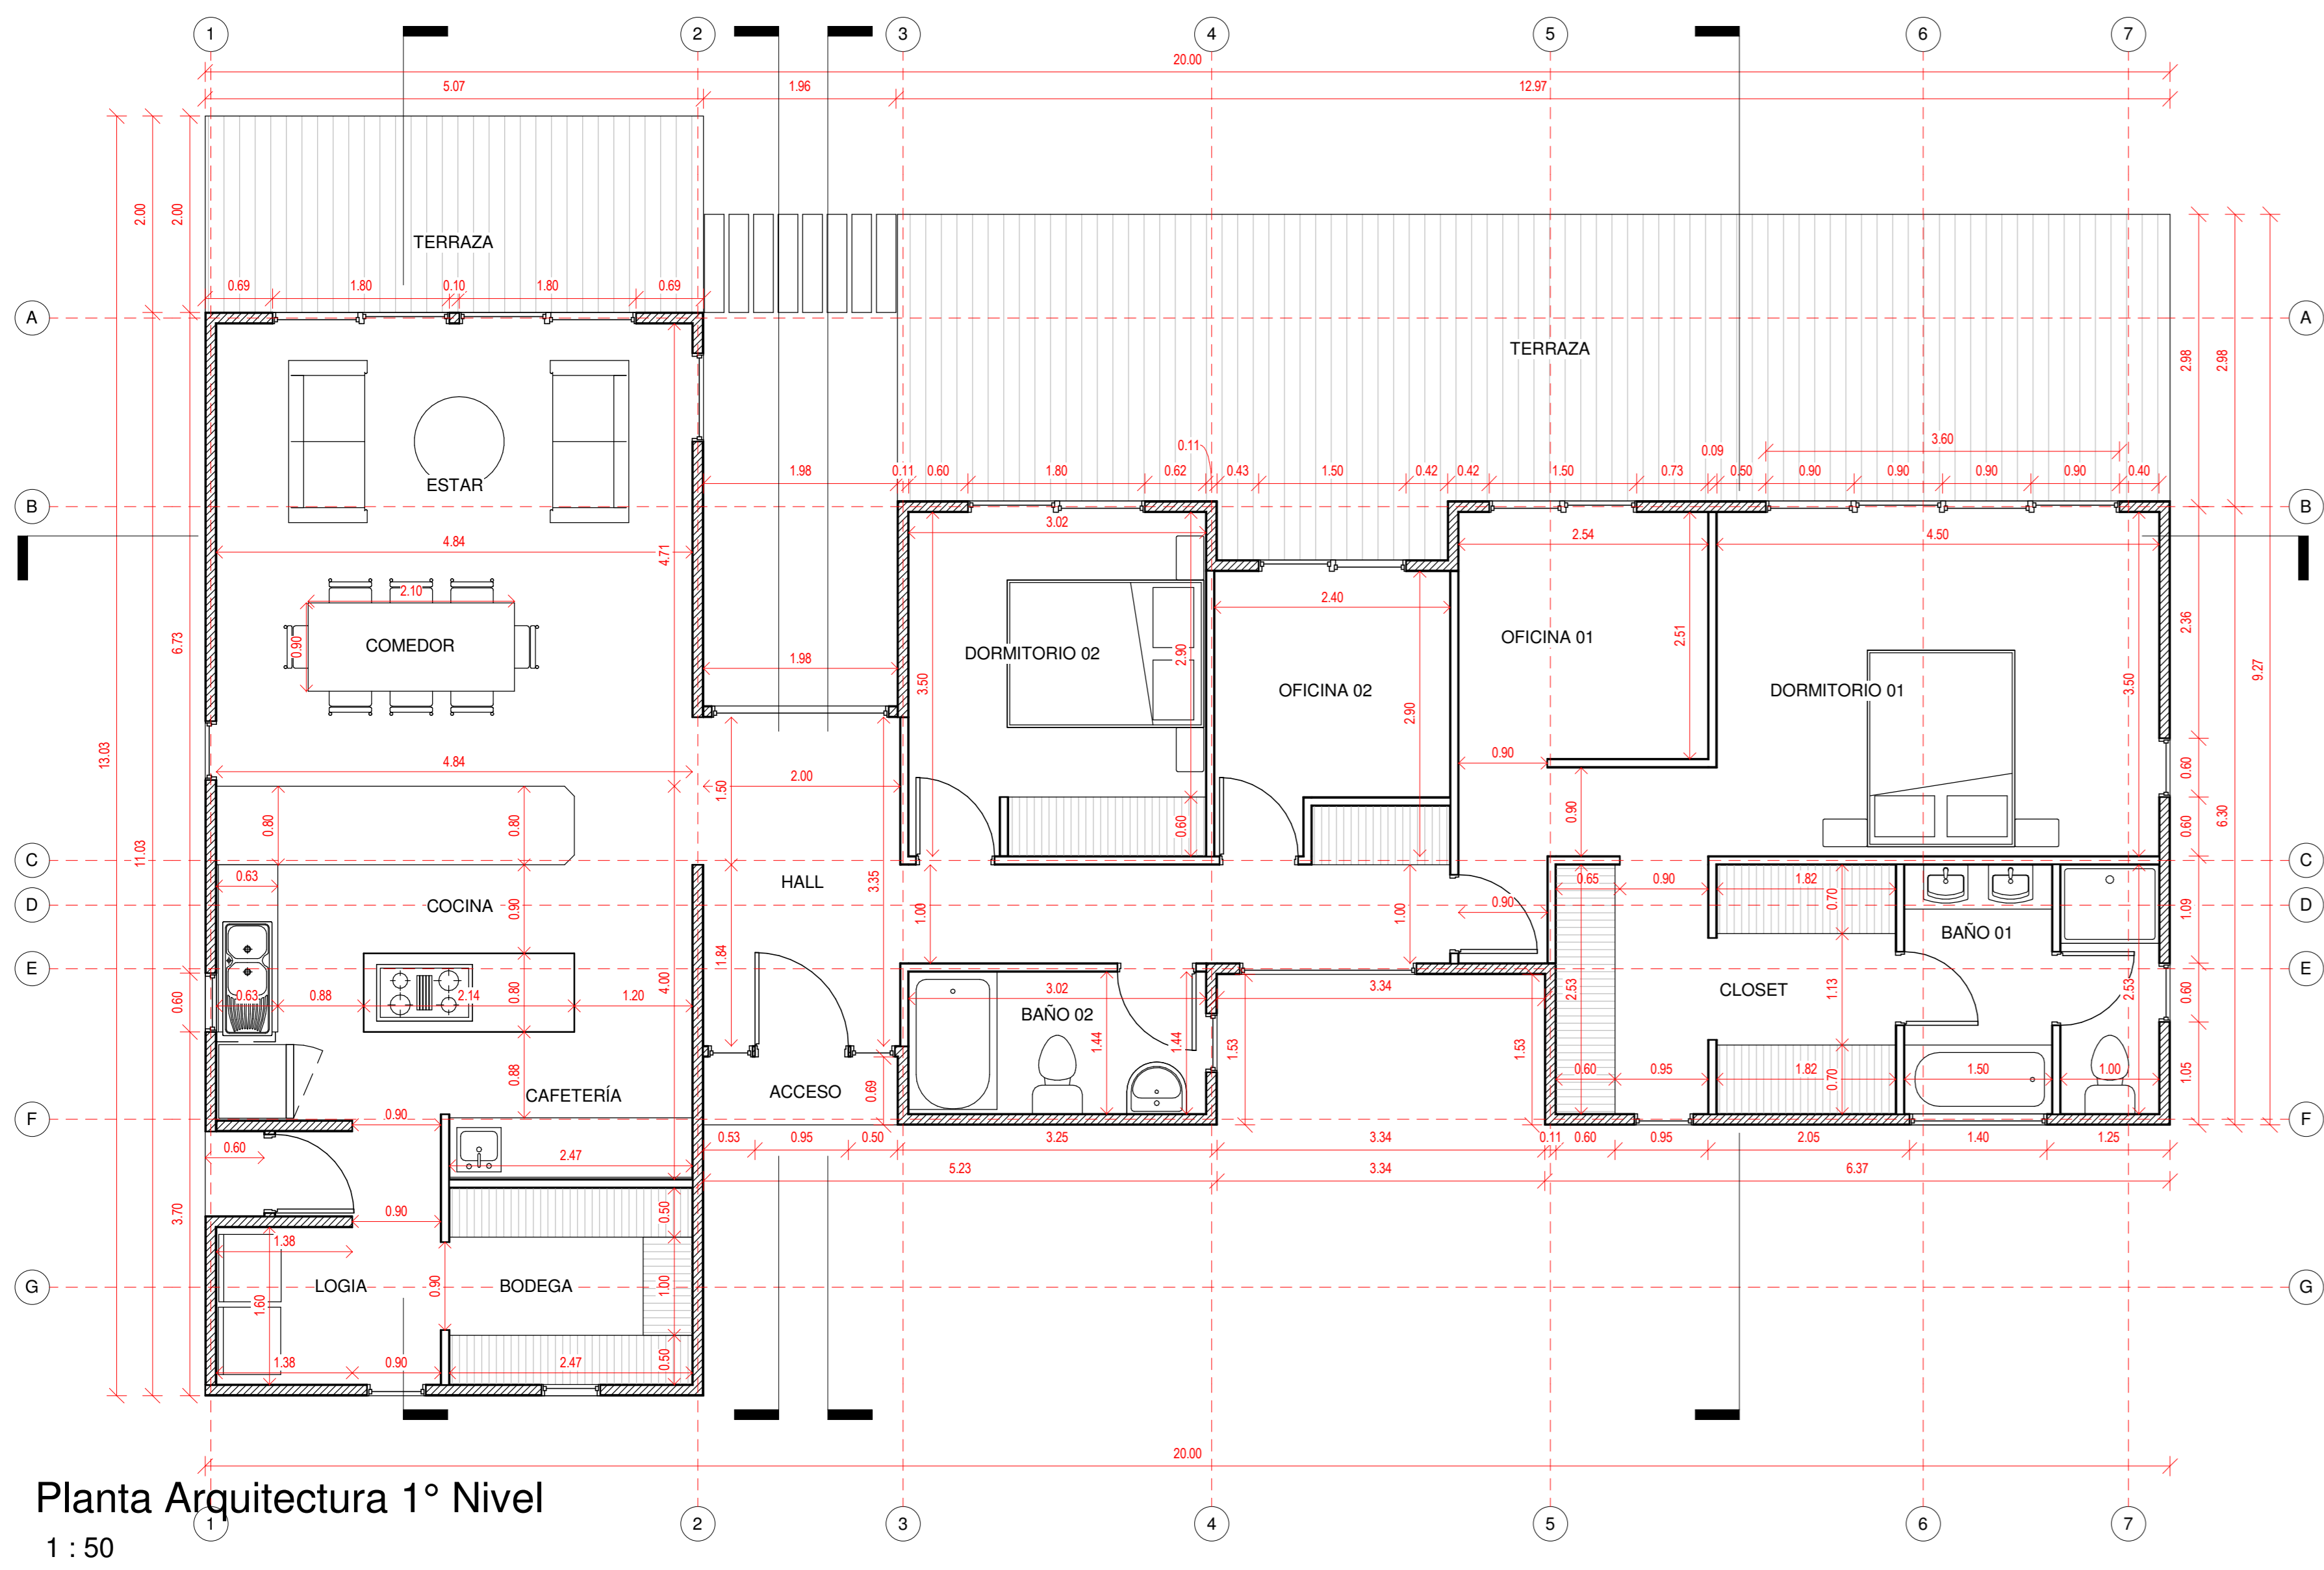 1 2 3 4 5 6 7
20.00
5.07 1.96 12.97
2.00 2.00
TERRAZA
0.69 1.80 0.10 1.80 0.69
A A
TERRAZA
2.98 2.98
3.60
0.11 0.09
1.98 0.11 0.60 1.80 0.62 0.43 1.50 0.42 0.42 1.50 0.73 0.50 0.90 0.90 0.90 0.90 0.40
ESTAR
B B
3.02 2.54 4.50
4.84 4.71
2.10
2.40
2.36
6.73 0.90 COMEDOR
OFICINA 01 2.51
1.98 DORMITORIO 02 2.90
3.50 OFICINA 02 DORMITORIO 01 3.50
9.27
2.90
13.03
4.84 2.00 1.50 0.90 0.60
0.80 0.80 0.60 0.90 0.60 6.30
11.03
C C
0.63 HALL 3.35 0.65 0.90 1.82 0.70
COCINA 0.90 1.00 1.00 0.90 1.09
D D
BAÑO 01
1.84
E E
0.60 0.63 0.88 2.14 0.80 1.20 4.00 3.02 3.34 2.53 CLOSET 1.13 2.53 0.60
BAÑO 02
1.44 1.44 1.53 1.53
0.88 0.60 0.95 1.82 0.70 1.50 1.00 1.05
CAFETERÍA ACCESO 0.69
F 0.90 F
0.60 2.47 0.53 0.95 0.50 3.25 3.34 0.11 0.60 0.95 2.05 1.40 1.25
5.23 3.34 6.37
3.70 0.90 0.50
1.38
G LOGIA 0.90 BODEGA 1.00 G
1.60
1.38 0.90 2.47 0.50
20.00
Planta Arquitectura 1° Nivel
1 2 3 4 5 6 7
1 : 50